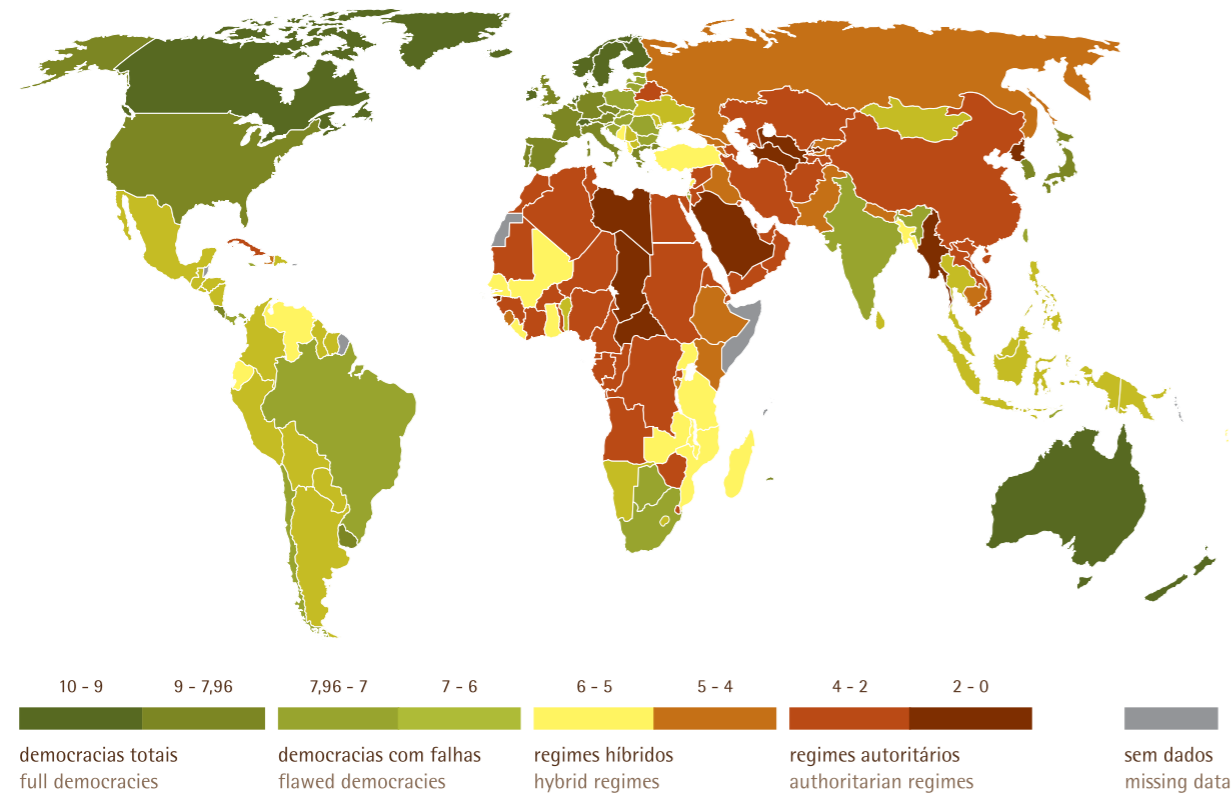 10 - 9 9 - 7,96 7,96 - 7 7 - 6 6 - 5 5 - 4 4 - 2 2 - 0
democracias totais democracias com falhas regimes híbridos regimes autoritários sem dados
full democracies flawed democracies hybrid regimes authoritarian regimes missing data